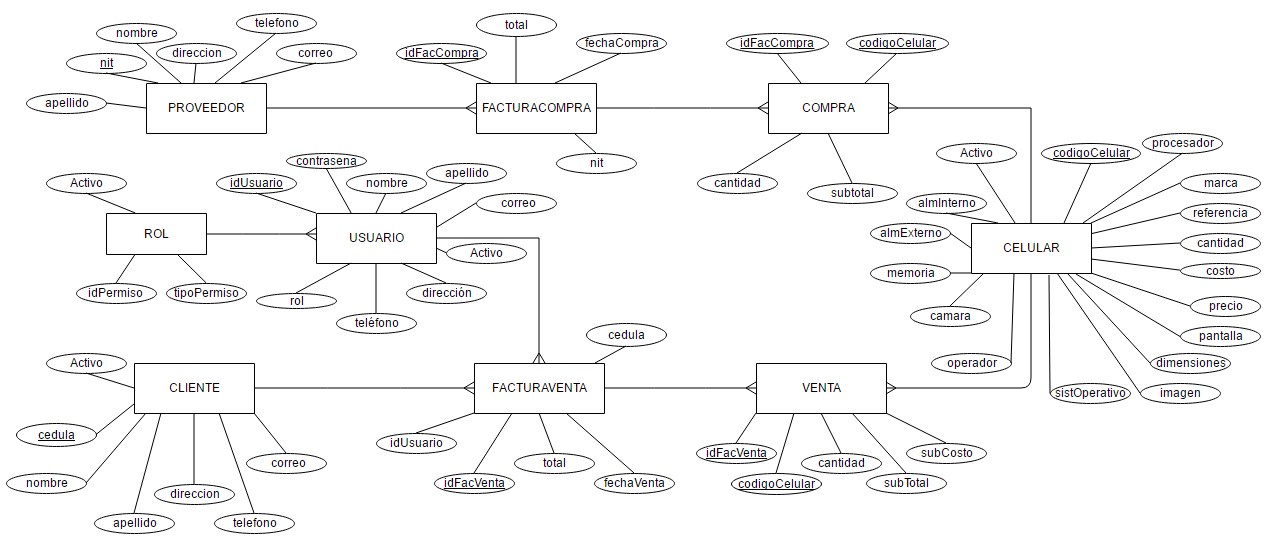 telefono
total
nombre
direccion
correo
nit
apellido
PROVEEDOR
idFacCompra
fechaCompra
FACTURACOMPRA
nit
idFacCompra
codigoCelular
COMPRA
cantidad
subtotal
Activo
ROL
idPermiso
tipoPermiso
contrasena
idUsuario
nombre
apellido
correo
USUARIO
Activo
rol
teléfono
dirección
Activo
codigoCelular
procesador
marca
almInterno
referencia
almExterno
cantidad
CELULAR
memoria
costo
camara
precio
pantalla
operador
dimensiones
sistOperativo
imagen
Activo
CLIENTE
cedula
nombre
apellido
direccion
telefono
correo
cedula
FACTURAVENTA
idUsuario
idFacVenta
total
fechaVenta
VENTA
idFacVenta
codigoCelular
cantidad
subTotal
subCosto